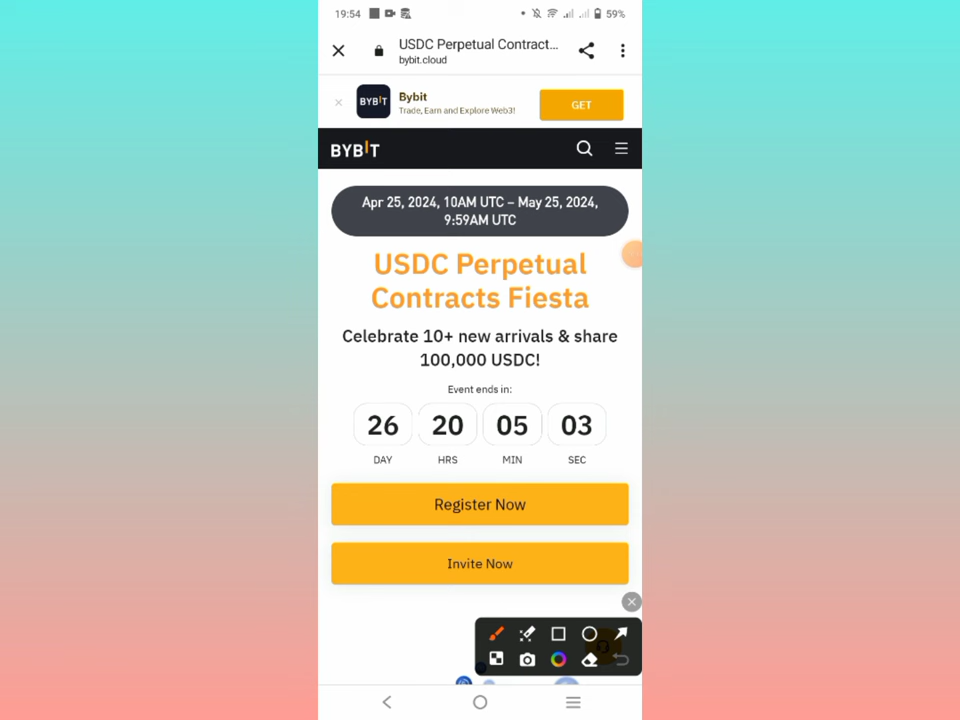 19:54
59%
USDC Perpetual Contract...
bybit.cloud
BYBIT
Bybit
Trade, Earn and Explore Web3!
GET
BYBIT
Apr 25, 2024, 10AM UTC – May 25, 2024,
9:59AM UTC
USDC Perpetual
Contracts Fiesta
Celebrate 10+ new arrivals & share
100,000 USDC!
Event ends in:
26 20 05 03
DAY HRS MIN SEC
Register Now
Invite Now